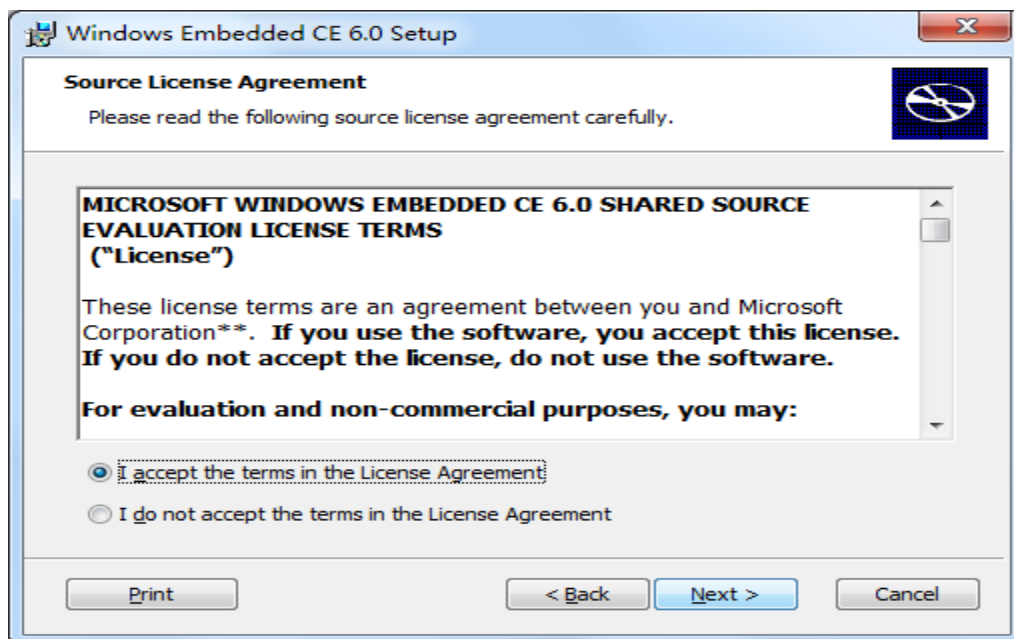 Windows Embedded CE 6.0 Setup
Source License Agreement
Please read the following source license agreement carefully.
MICROSOFT WINDOWS EMBEDDED CE 6.0 SHARED SOURCE
EVALUATION LICENSE TERMS
(“License”)
These license terms are an agreement between you and Microsoft
Corporation**. If you use the software, you accept this license.
If you do not accept the license, do not use the software.
For evaluation and non-commercial purposes, you may:
I accept the terms in the License Agreement
I do not accept the terms in the License Agreement
Print
< Back
Next >
Cancel